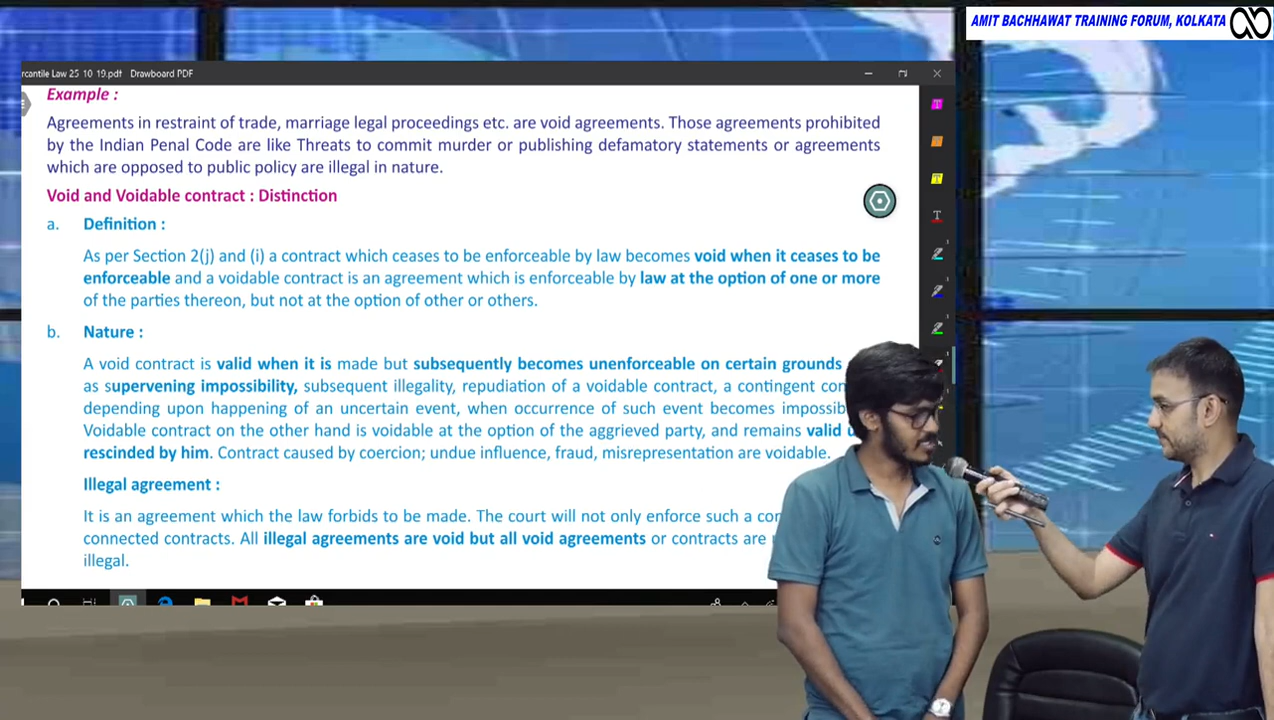 AMIT BACHHAWAT TRAINING FORUM, KOLKATA
rcantile Law 25 10 19.pdf Drawboard PDF
Example :
Agreements in restraint of trade, marriage legal proceedings etc. are void agreements. Those agreements prohibited
by the Indian Penal Code are like Threats to commit murder or publishing defamatory statements or agreements
which are opposed to public policy are illegal in nature.
Void and Voidable contract : Distinction
a. Definition :
As per Section 2(j) and (i) a contract which ceases to be enforceable by law becomes void when it ceases to be
enforceable and a voidable contract is an agreement which is enforceable by law at the option of one or more
of the parties thereon, but not at the option of other or others.
b. Nature :
A void contract is valid when it is made but subsequently becomes unenforceable on certain grounds
as supervening impossibility, subsequent illegality, repudiation of a voidable contract, a contingent con
depending upon happening of an uncertain event, when occurrence of such event becomes impossib
Voidable contract on the other hand is voidable at the option of the aggrieved party, and remains valid
rescinded by him. Contract caused by coercion; undue influence, fraud, misrepresentation are voidable.
Illegal agreement :
It is an agreement which the law forbids to be made. The court will not only enforce such a con
connected contracts. All illegal agreements are void but all void agreements or contracts are
illegal.